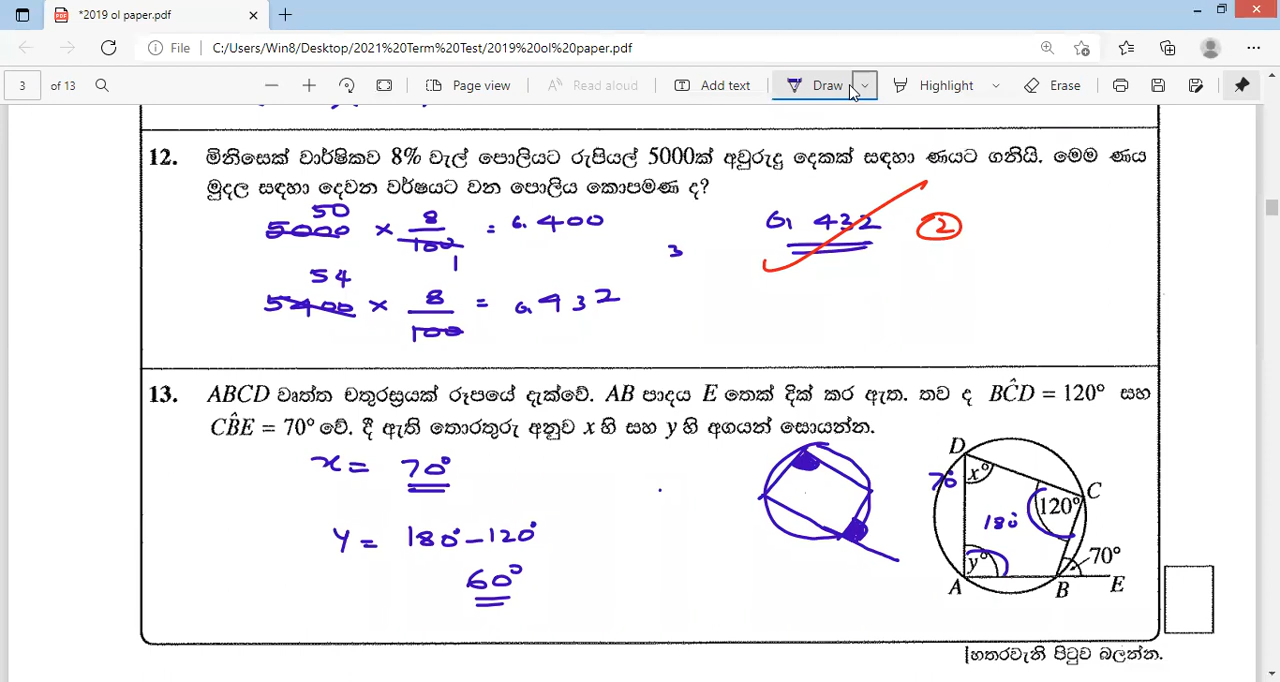 *2019 ol paper.pdf
File C:/Users/Win8/Desktop/2021%20Term%20Test/2019%20ol%20paper.pdf
3 of 13 Page view Read aloud Add text Draw Highlight Erase
12. මිනිසෙක් වාර්ෂිකව 8% වැල් පොලියට රුපියල් 5000ක් අවුරුදු දෙකක් සඳහා ණයට ගනියි. මෙම ණය
මුදල සඳහා දෙවන වර්ෂයට වන පොලිය කොපමණ ද?
50
5000 × 8/100 = රු. 400
1
රු. 432 2
54
5400 × 8/100 = රු. 432
13. ABCD වෘත්ත චතුරස්‍රයක් රූපයේ දැක්වේ. AB පාදය E තෙක් දික් කර ඇත. තව ද BĈD = 120° සහ
CB̂E = 70° වේ. දී ඇති තොරතුරු අනුව x හි සහ y හි අගයන් සොයන්න.
x = 70°
y = 180° - 120°
60°
D
70° x°
C
120°
180°
y° 70°
A B E
[හතරවැනි පිටුව බලන්න.